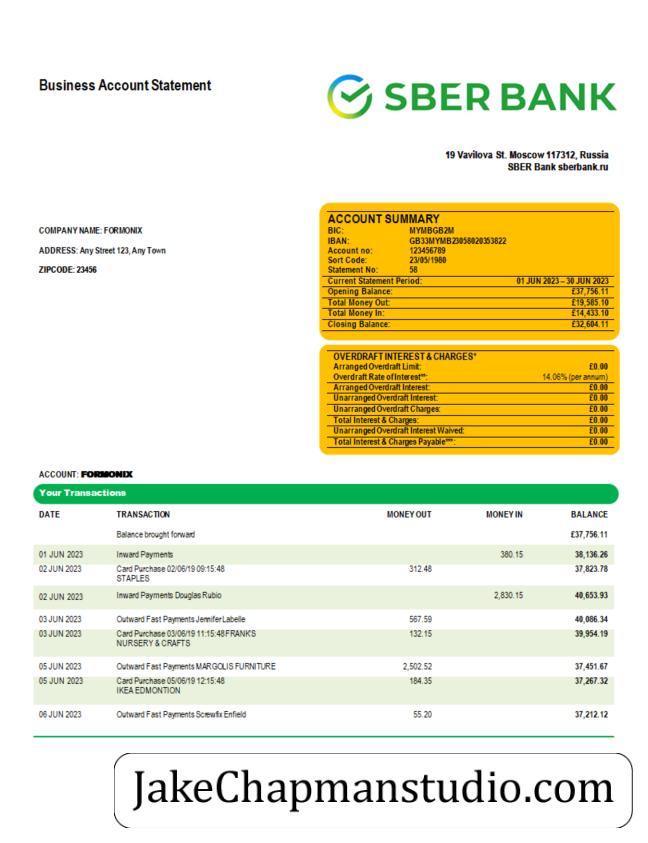 Business Account Statement
SBER BANK
19 Vavilova St. Moscow 117312, Russia
SBER Bank sberbank.ru
COMPANY NAME: FORMONIX
ADDRESS: Any Street 123, Any Town
ZIPCODE: 23456
ACCOUNT SUMMARY
BIC: MYMBGB2M
IBAN: GB33MYMB23058020353822
Account no: 123456789
Sort Code: 23/05/1980
Statement No: 58
Current Statement Period: 01 JUN 2023 – 30 JUN 2023
Opening Balance: £37,756.11
Total Money Out: £19,585.10
Total Money In: £14,433.10
Closing Balance: £32,604.11
OVERDRAFT INTEREST & CHARGES*
Arranged Overdraft Limit: £0.00
Overdraft Rate of Interest**: 14.06% (per annum)
Arranged Overdraft Interest: £0.00
Unarranged Overdraft Interest: £0.00
Unarranged Overdraft Charges: £0.00
Total Interest & Charges: £0.00
Unarranged Overdraft Interest Waived: £0.00
Total Interest & Charges Payable***: £0.00
ACCOUNT: FORMONIX
Your Transactions
DATE TRANSACTION MONEY OUT MONEY IN BALANCE
Balance brought forward £37,756.11
01 JUN 2023 Inward Payments 380.15 38,136.26
02 JUN 2023 Card Purchase 02/06/19 09:15:48 312.48 37,823.78
STAPLES
02 JUN 2023 Inward Payments Douglas Rubio 2,830.15 40,653.93
03 JUN 2023 Outward Fast Payments Jennifer Labelle 567.59 40,086.34
03 JUN 2023 Card Purchase 03/06/19 11:15:48 FRANK'S 132.15 39,954.19
NURSERY & CRAFTS
05 JUN 2023 Outward Fast Payments MARGOLIS FURNITURE 2,502.52 37,451.67
05 JUN 2023 Card Purchase 05/06/19 12:15:48 184.35 37,267.32
IKEA EDMONTION
06 JUN 2023 Outward Fast Payments Screwfix Enfield 55.20 37,212.12
JakeChapmanstudio.com